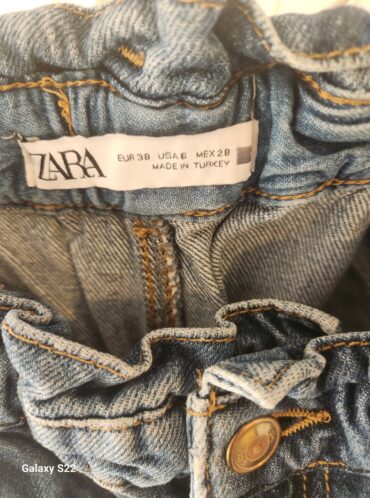 ZARA
EUR 38 USA 6 MEX 28
MADE IN TURKEY
Galaxy S22